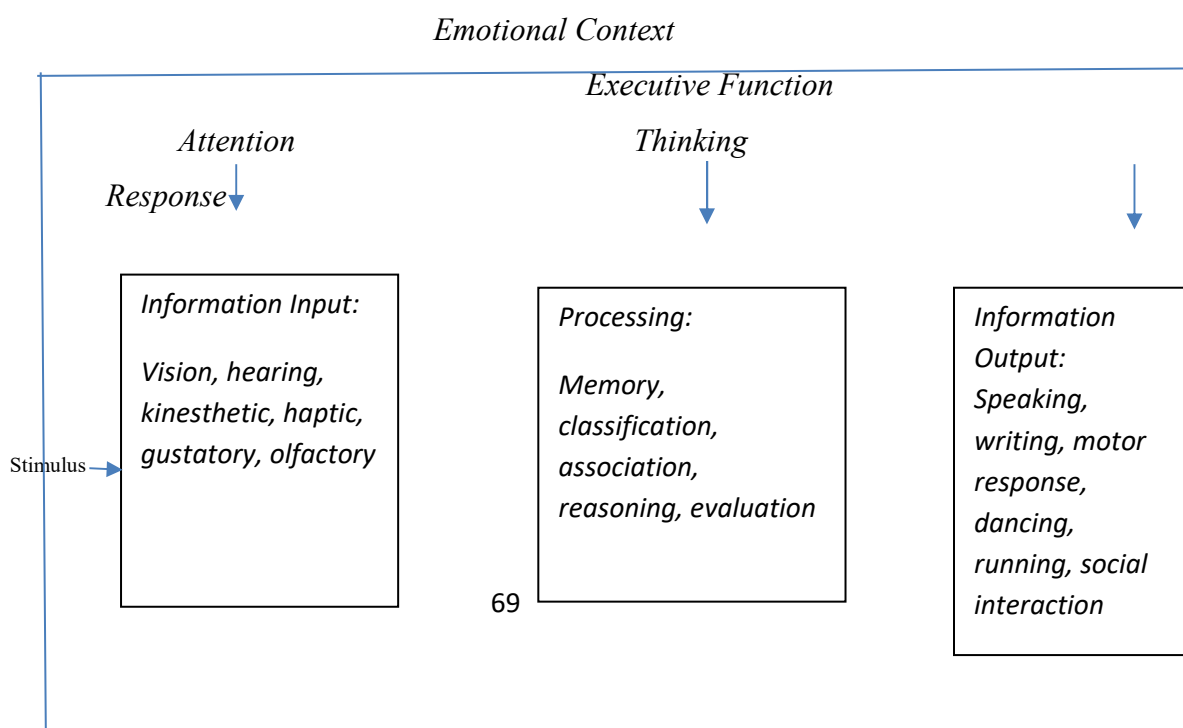 Emotional Context
Executive Function
Attention
Thinking
Response
Information Input:
Vision, hearing,
kinesthetic, haptic,
gustatory, olfactory
Stimulus
Processing:
Memory,
classification,
association,
reasoning, evaluation
Information
Output:
Speaking,
writing, motor
response,
dancing,
running, social
interaction
69